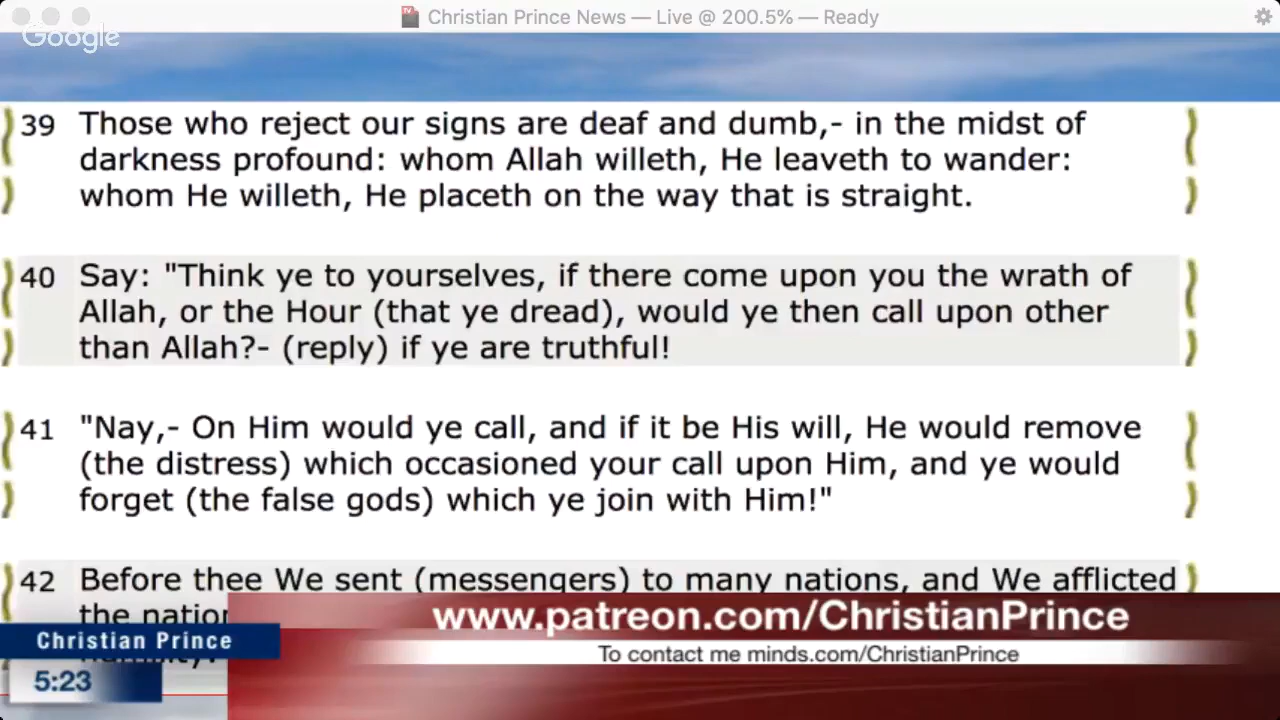 Christian Prince News — Live @ 200.5% — Ready
Google
39 Those who reject our signs are deaf and dumb,- in the midst of
darkness profound: whom Allah willeth, He leaveth to wander:
whom He willeth, He placeth on the way that is straight.
40 Say: "Think ye to yourselves, if there come upon you the wrath of
Allah, or the Hour (that ye dread), would ye then call upon other
than Allah?- (reply) if ye are truthful!
41 "Nay,- On Him would ye call, and if it be His will, He would remove
(the distress) which occasioned your call upon Him, and ye would
forget (the false gods) which ye join with Him!"
42 Before thee We sent (messengers) to many nations, and We afflicted
the nation
www.patreon.com/ChristianPrince
Christian Prince
To contact me minds.com/ChristianPrince
5:23